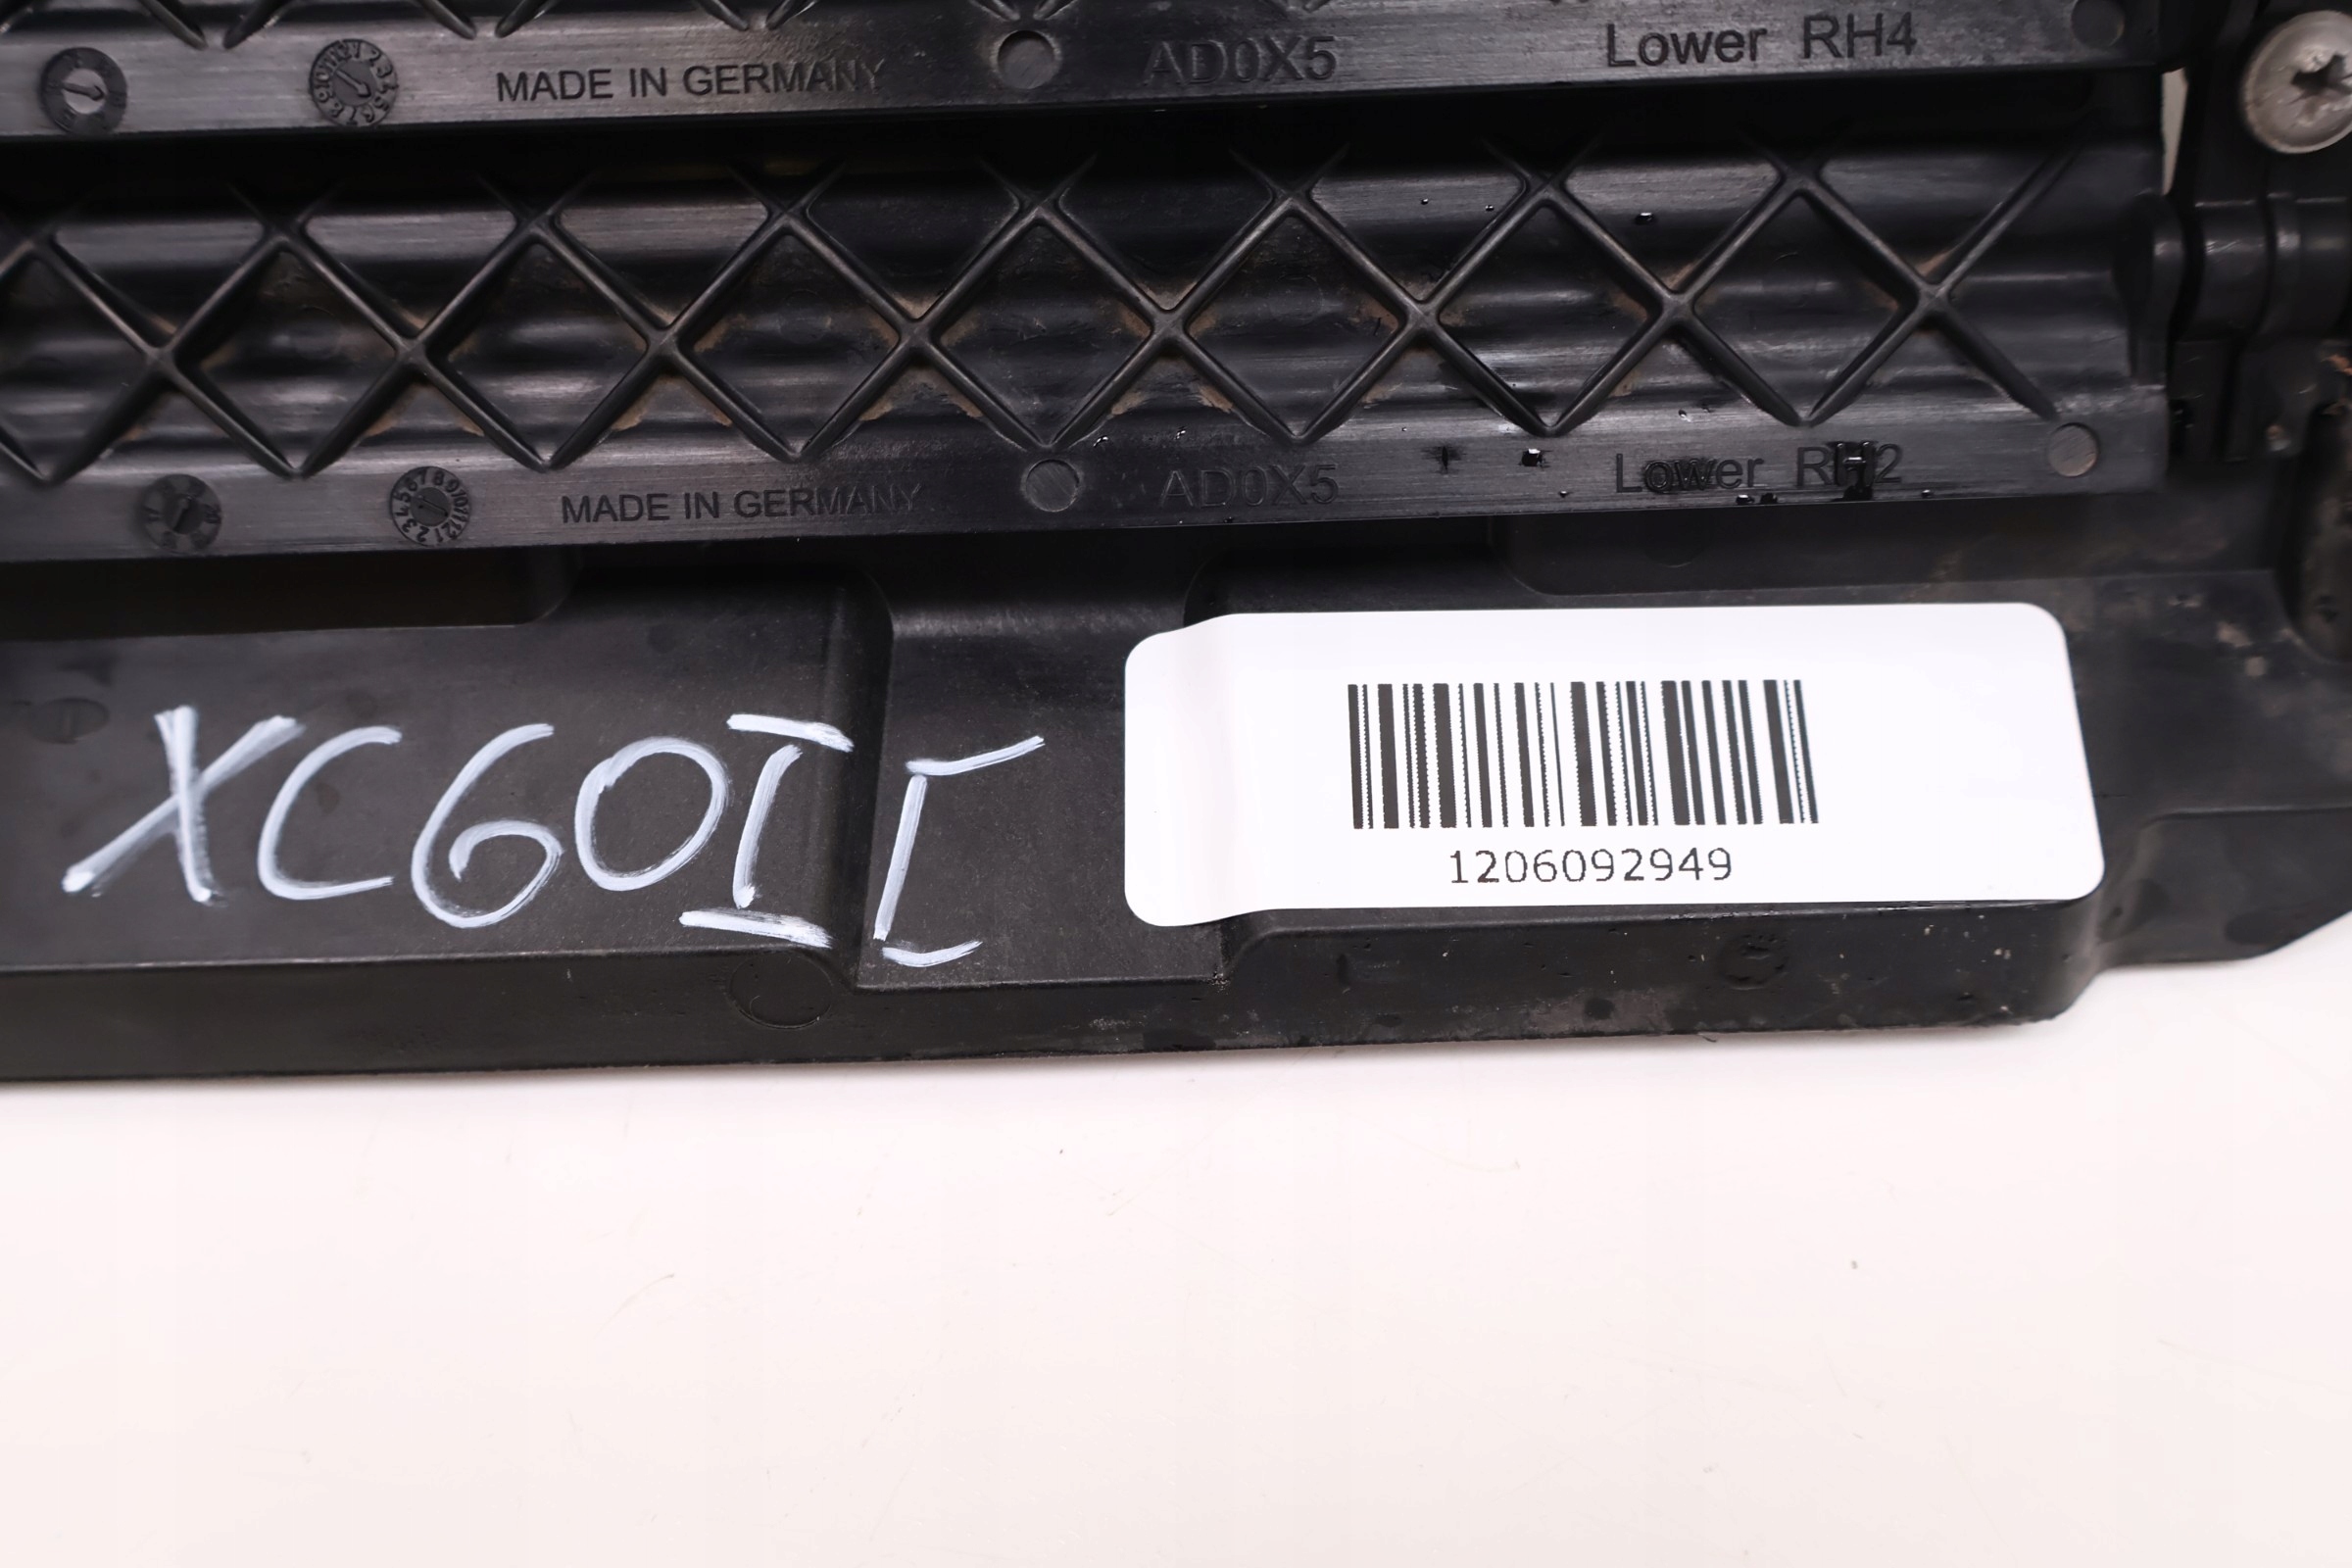 MADE IN GERMANY AD0X5 Lower RH4
MADE IN GERMANY AD0X5 Lower RH2
XC60II
1206092949